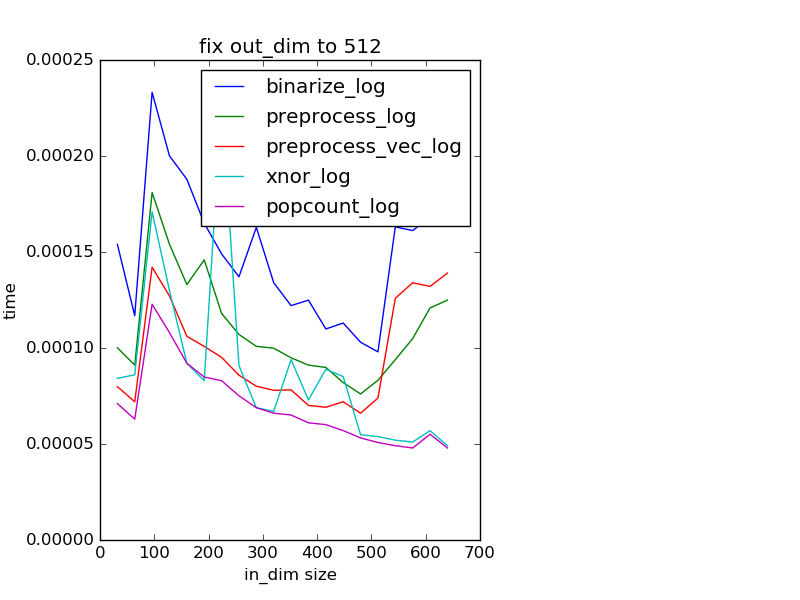 fix out_dim to 512
binarize_log
preprocess_log
preprocess_vec_log
xnor_log
popcount_log
time
0.00025
0.00020
0.00015
0.00010
0.00005
0.00000
0 100 200 300 400 500 600 700
in_dim size